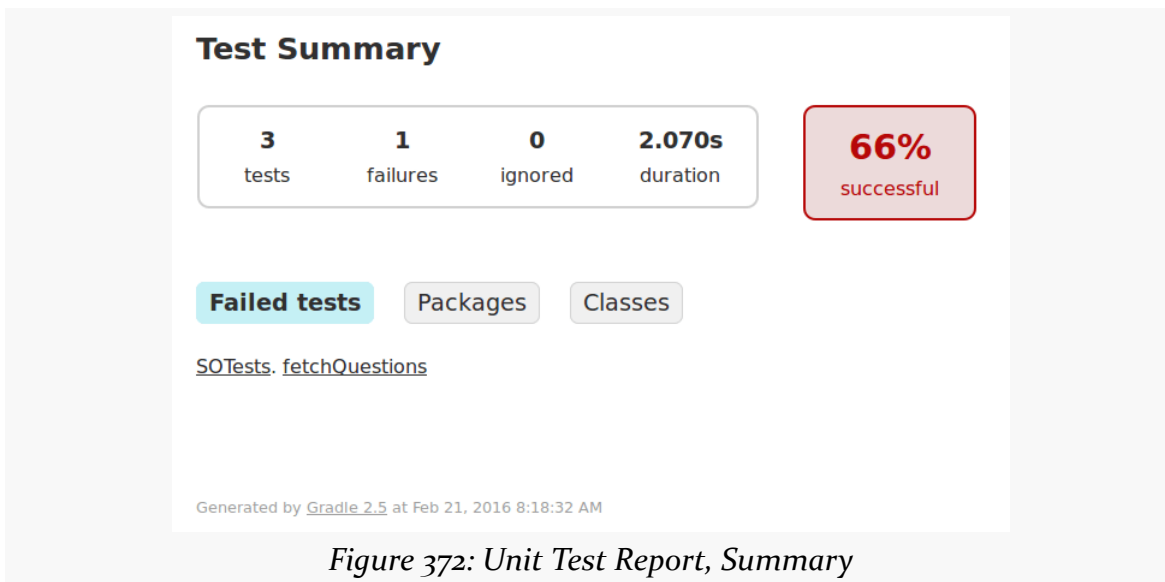 Test Summary
3 1 0 2.070s
tests failures ignored duration
66%
successful
Failed tests Packages Classes
SOTests. fetchQuestions
Generated by Gradle 2.5 at Feb 21, 2016 8:18:32 AM
Figure 372: Unit Test Report, Summary